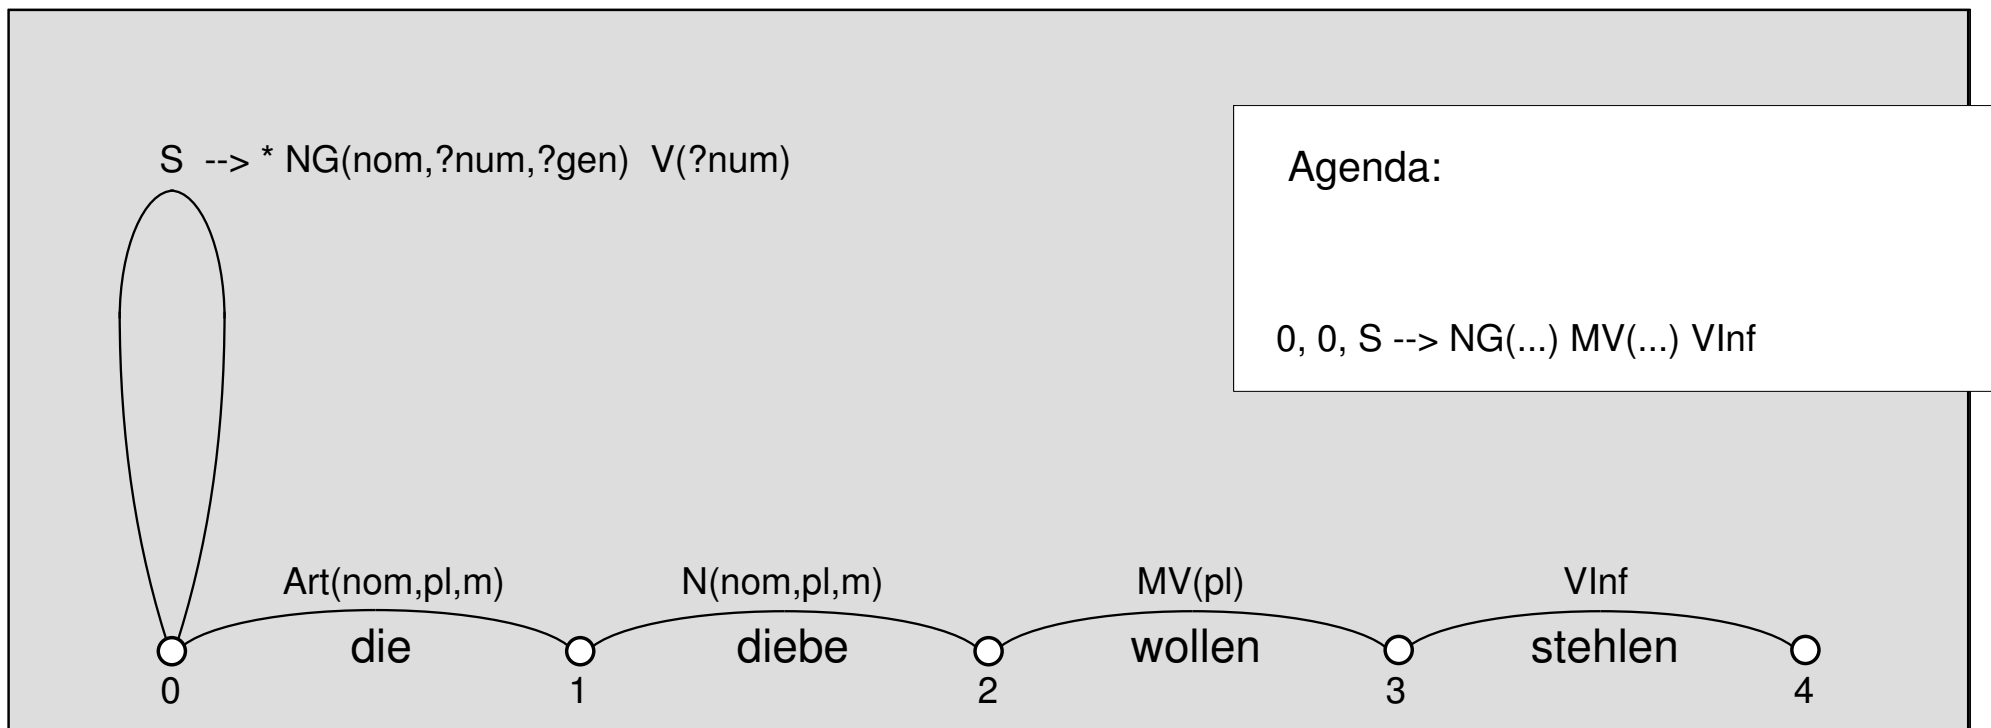 S --> * NG(nom,?num,?gen) V(?num)
Agenda:
0, 0, S --> NG(...) MV(...) VInf
Art(nom,pl,m) N(nom,pl,m) MV(pl) VInf
die diebe wollen stehlen
0 1 2 3 4